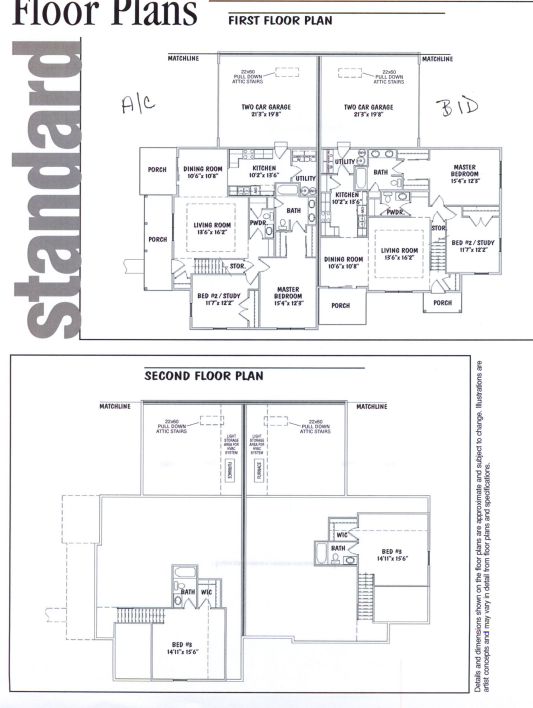 Floor Plans
standard
FIRST FLOOR PLAN
MATCHLINE
MATCHLINE
22x60
PULL DOWN
ATTIC STAIRS
22x60
PULL DOWN
ATTIC STAIRS
A/C
B/D
TWO CAR GARAGE
21'3" x 19'8"
TWO CAR GARAGE
21'3" x 19'8"
PORCH
DINING ROOM
10'6" x 10'8"
KITCHEN
10'2" x 13'6"
UTILITY
UTILITY
BATH
KITCHEN
10'2" x 13'6"
MASTER
BEDROOM
15'4" x 12'3"
PORCH
LIVING ROOM
13'6" x 16'2"
PWDR.
BATH
PWDR.
STOR.
BED #2 / STUDY
11'7" x 12'2"
LIVING ROOM
13'6" x 16'2"
DINING ROOM
10'6" x 10'8"
STOR.
BED #2 / STUDY
11'7" x 12'2"
MASTER
BEDROOM
15'4" x 12'3"
PORCH
PORCH
SECOND FLOOR PLAN
MATCHLINE
MATCHLINE
22x60
PULL DOWN
ATTIC STAIRS
LIGHT
STORAGE
AREA FOR
HVAC
SYSTEM
FURNACE
LIGHT
STORAGE
AREA FOR
HVAC
SYSTEM
FURNACE
22x60
PULL DOWN
ATTIC STAIRS
WIC
BATH
BED #3
14'11" x 15'6"
BATH
WIC
BED #3
14'11" x 15'6"
Details and dimensions shown on the floor plans are approximate and subject to change. Illustrations are
artist concepts and may vary in detail from floor plans and specifications.